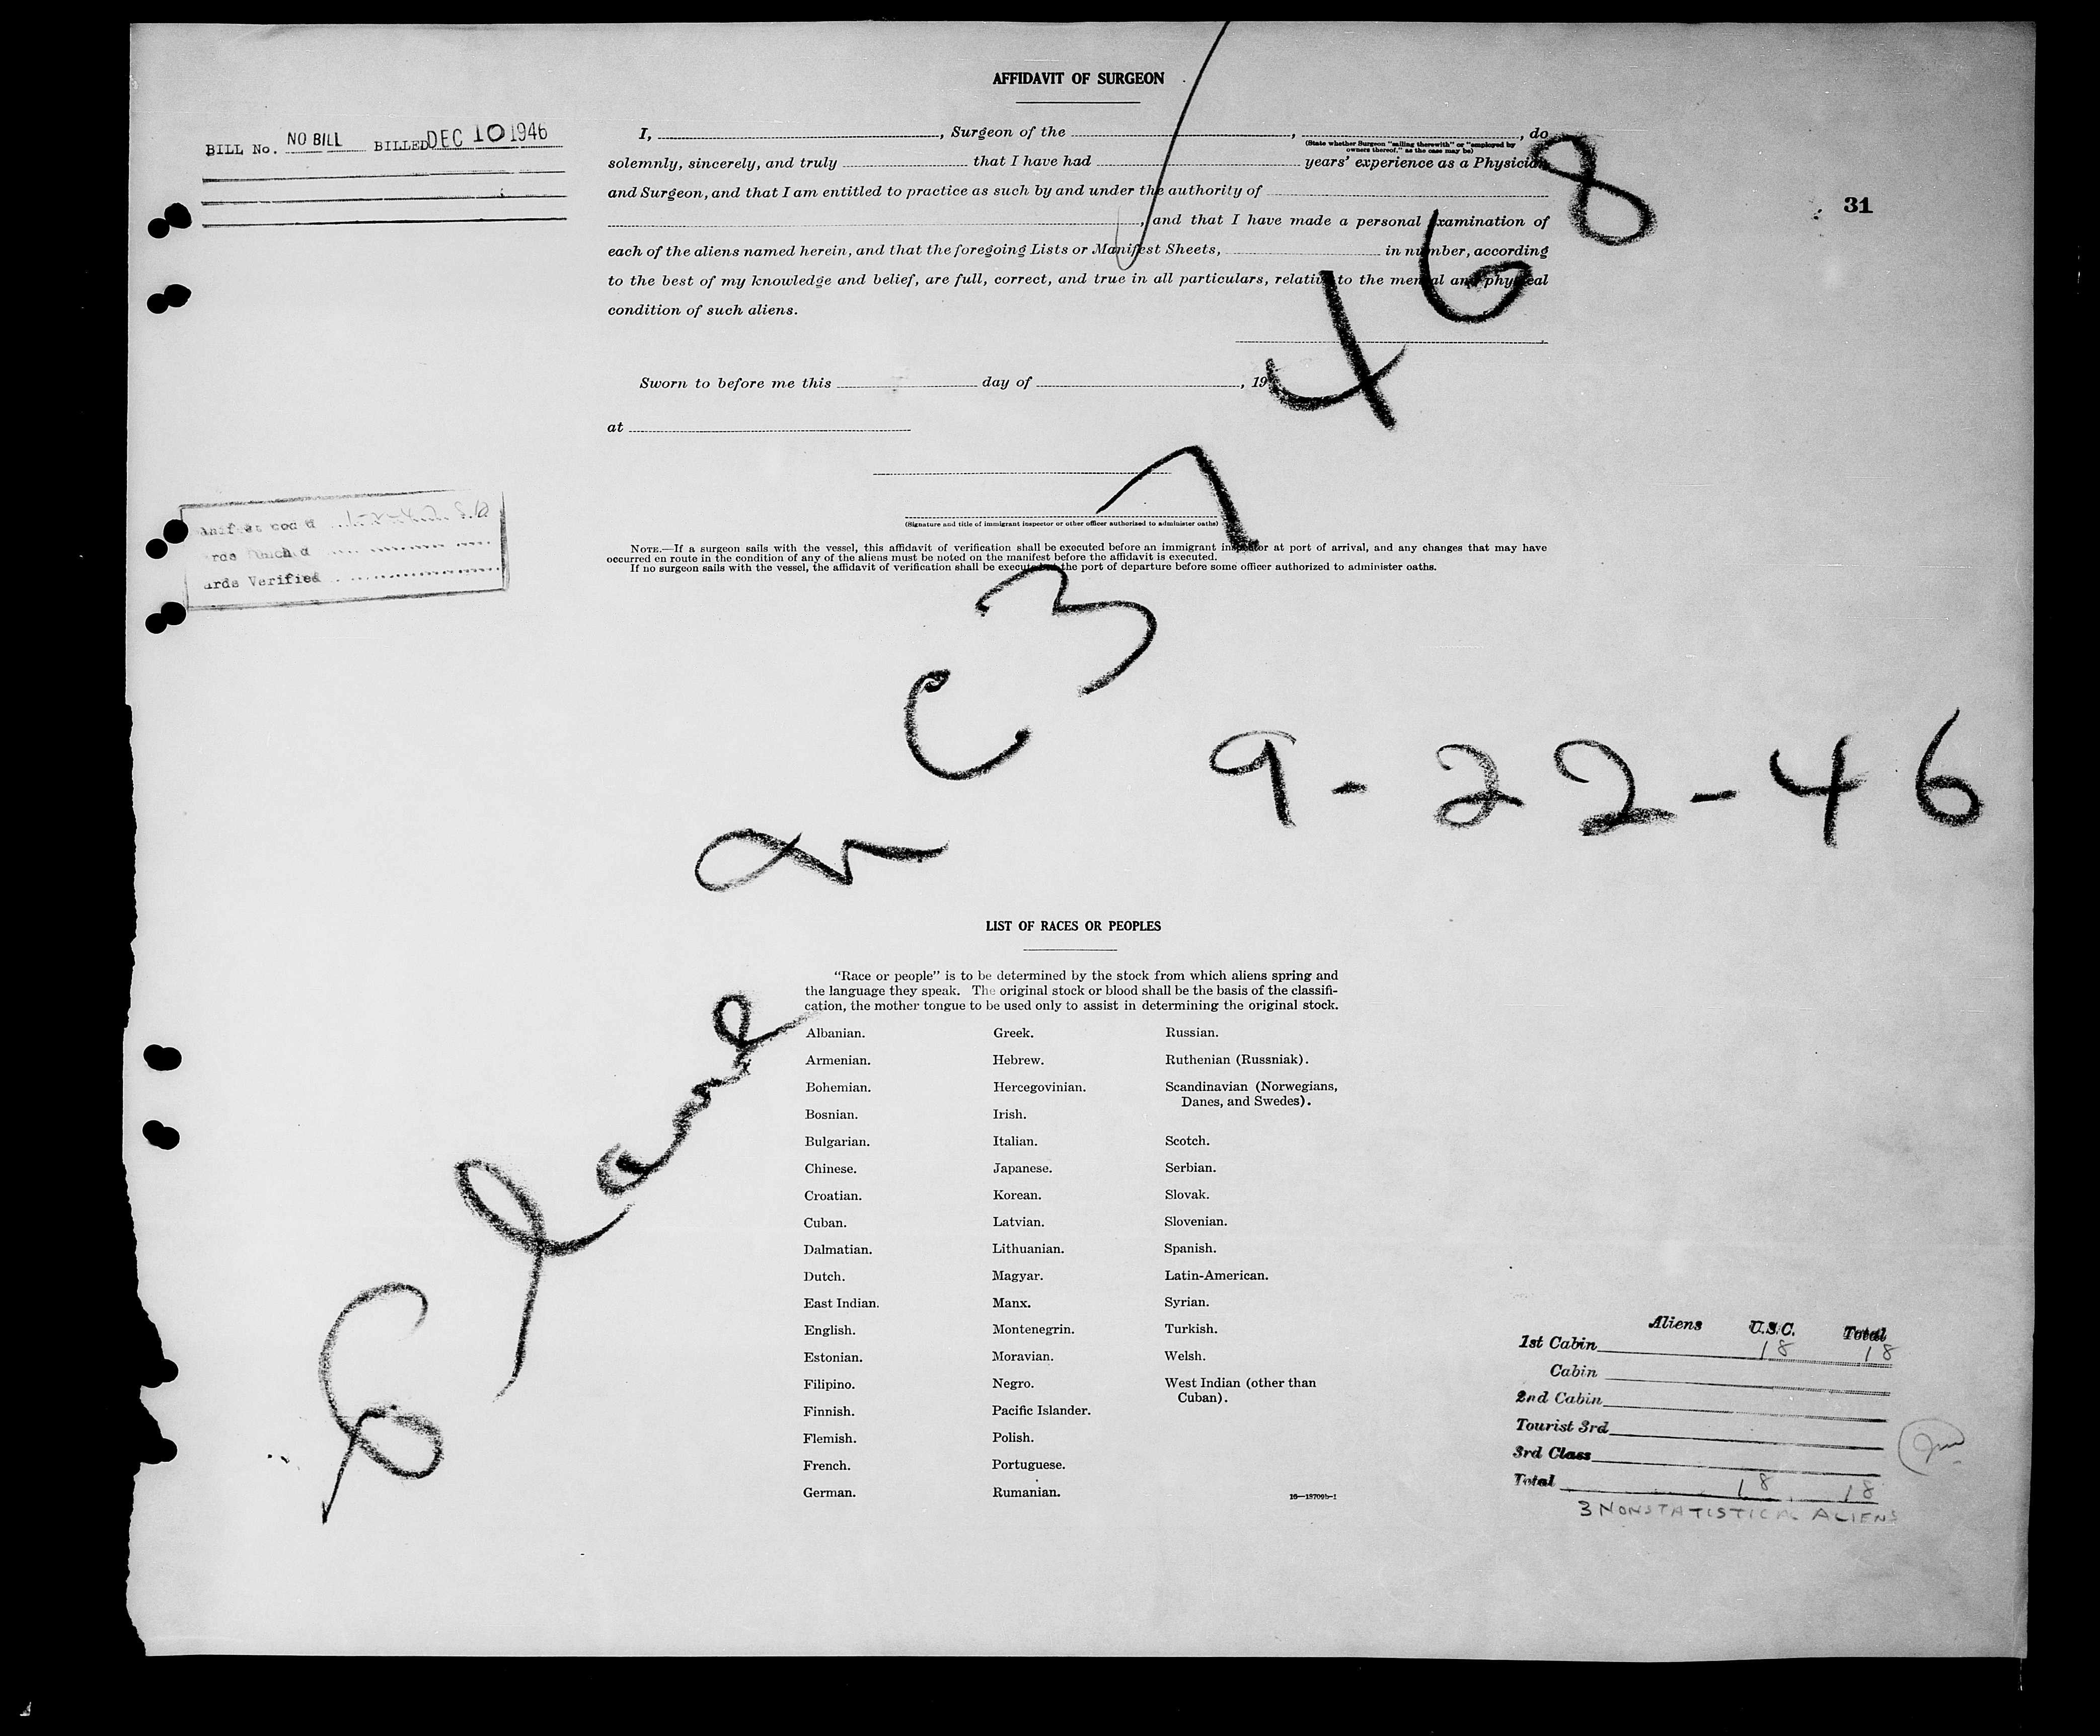 AFFIDAVIT OF SURGEON
BILL No. NO BILL BILLED DEC 10 1946
31
I, , Surgeon of the , , do
(State whether Surgeon "sailing therewith" or "employed by
owners thereof," as the case may be)
solemnly, sincerely, and truly that I have had years' experience as a Physician
and Surgeon, and that I am entitled to practice as such by and under the authority of
, and that I have made a personal examination of
each of the aliens named herein, and that the foregoing Lists or Manifest Sheets, in number, according
to the best of my knowledge and belief, are full, correct, and true in all particulars, relative to the mental and physical
condition of such aliens.
Sworn to before me this day of , 19
at
(Signature and title of immigrant inspector or other officer authorized to administer oaths)
NOTE.—If a surgeon sails with the vessel, this affidavit of verification shall be executed before an immigrant inspector at port of arrival, and any changes that may have
occurred en route in the condition of any of the aliens must be noted on the manifest before the affidavit is executed.
If no surgeon sails with the vessel, the affidavit of verification shall be executed at the port of departure before some officer authorized to administer oaths.
ards Verified
Plane
C37468
9-22-46
LIST OF RACES OR PEOPLES
"Race or people" is to be determined by the stock from which aliens spring and
the language they speak. The original stock or blood shall be the basis of the classifi-
cation, the mother tongue to be used only to assist in determining the original stock.
Albanian.
Armenian.
Bohemian.
Bosnian.
Bulgarian.
Chinese.
Croatian.
Cuban.
Dalmatian.
Dutch.
East Indian.
English.
Estonian.
Filipino.
Finnish.
Flemish.
French.
German.
Greek.
Hebrew.
Hercegovinian.
Irish.
Italian.
Japanese.
Korean.
Latvian.
Lithuanian.
Magyar.
Manx.
Montenegrin.
Moravian.
Negro.
Pacific Islander.
Polish.
Portuguese.
Rumanian.
Russian.
Ruthenian (Russniak).
Scandinavian (Norwegians,
Danes, and Swedes).
Scotch.
Serbian.
Slovak.
Slovenian.
Spanish.
Latin-American.
Syrian.
Turkish.
Welsh.
West Indian (other than
Cuban).
16—18709b-1
Aliens U.S.C. Total
1st Cabin 18 18
Cabin
2nd Cabin
Tourist 3rd
3rd Class
Total 18 18
3 NONSTATISTICAL ALIENS